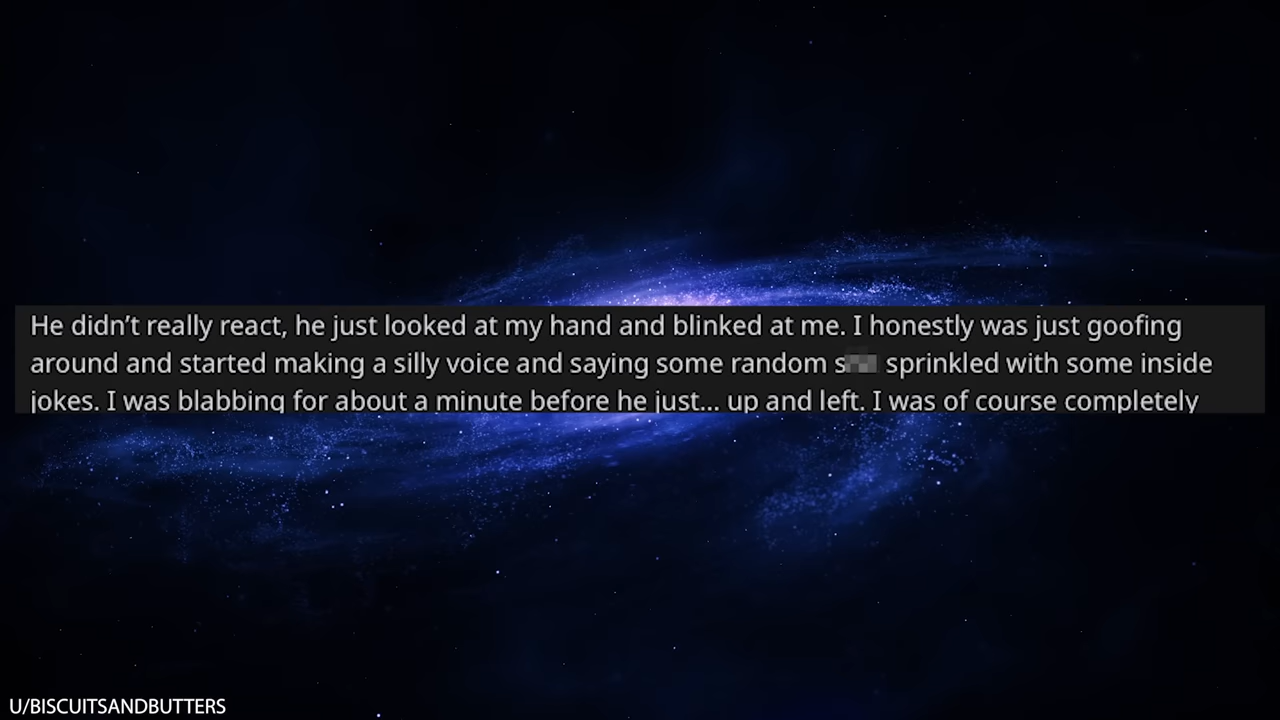 He didn’t really react, he just looked at my hand and blinked at me. I honestly was just goofing
around and started making a silly voice and saying some random s sprinkled with some inside
jokes. I was blabbing for about a minute before he just... up and left. I was of course completely
U/BISCUITSANDBUTTERS